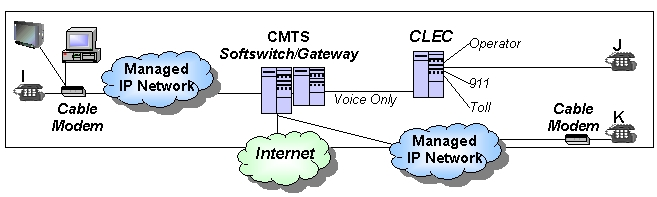 CMTS
Softswitch/Gateway
CLEC
Operator
J
Managed
IP Network
I
911
Voice Only
Toll
Cable
Modem
Cable
Modem
K
Managed
IP Network
Internet